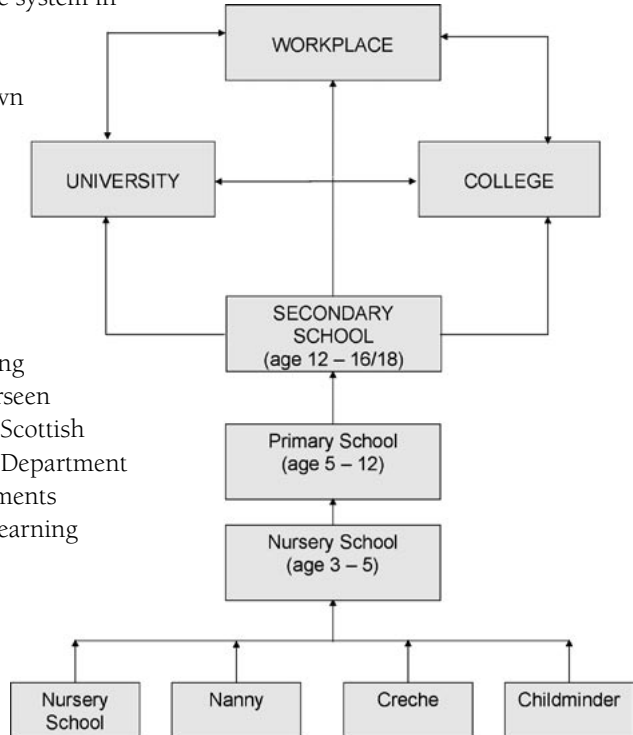 e system in
wn
ng
rseen
Scottish
Department
ments
earning
WORKPLACE
UNIVERSITY
COLLEGE
SECONDARY
SCHOOL
(age 12 – 16/18)
Primary School
(age 5 – 12)
Nursery School
(age 3 – 5)
Nursery
School
Nanny
Creche
Childminder